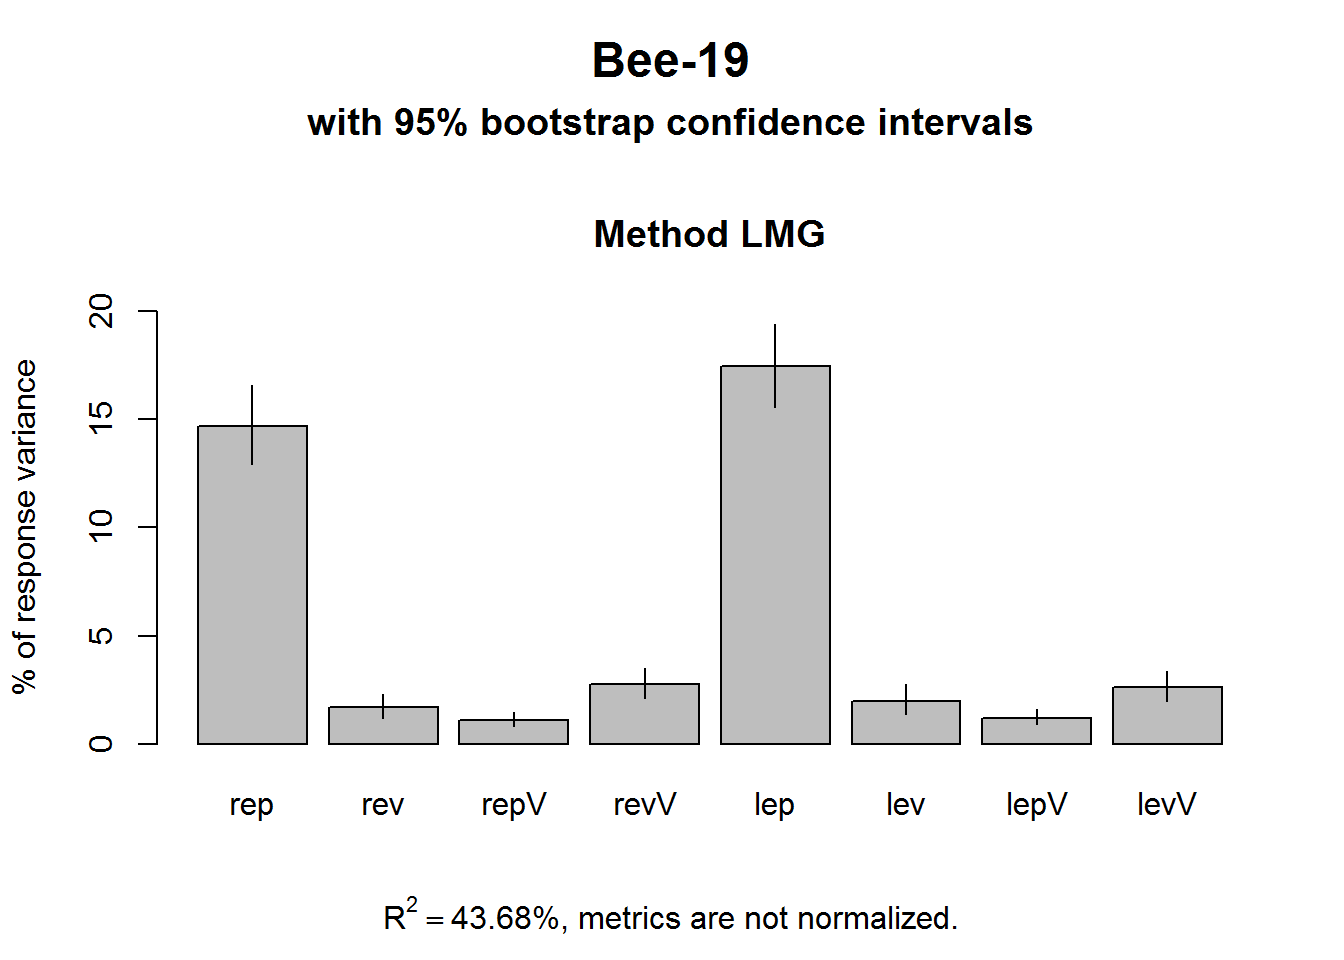 Bee-19
with 95% bootstrap confidence intervals
Method LMG
% of response variance
20
15
10
5
0
rep rev repV revV lep lev lepV levV
R² = 43.68%, metrics are not normalized.